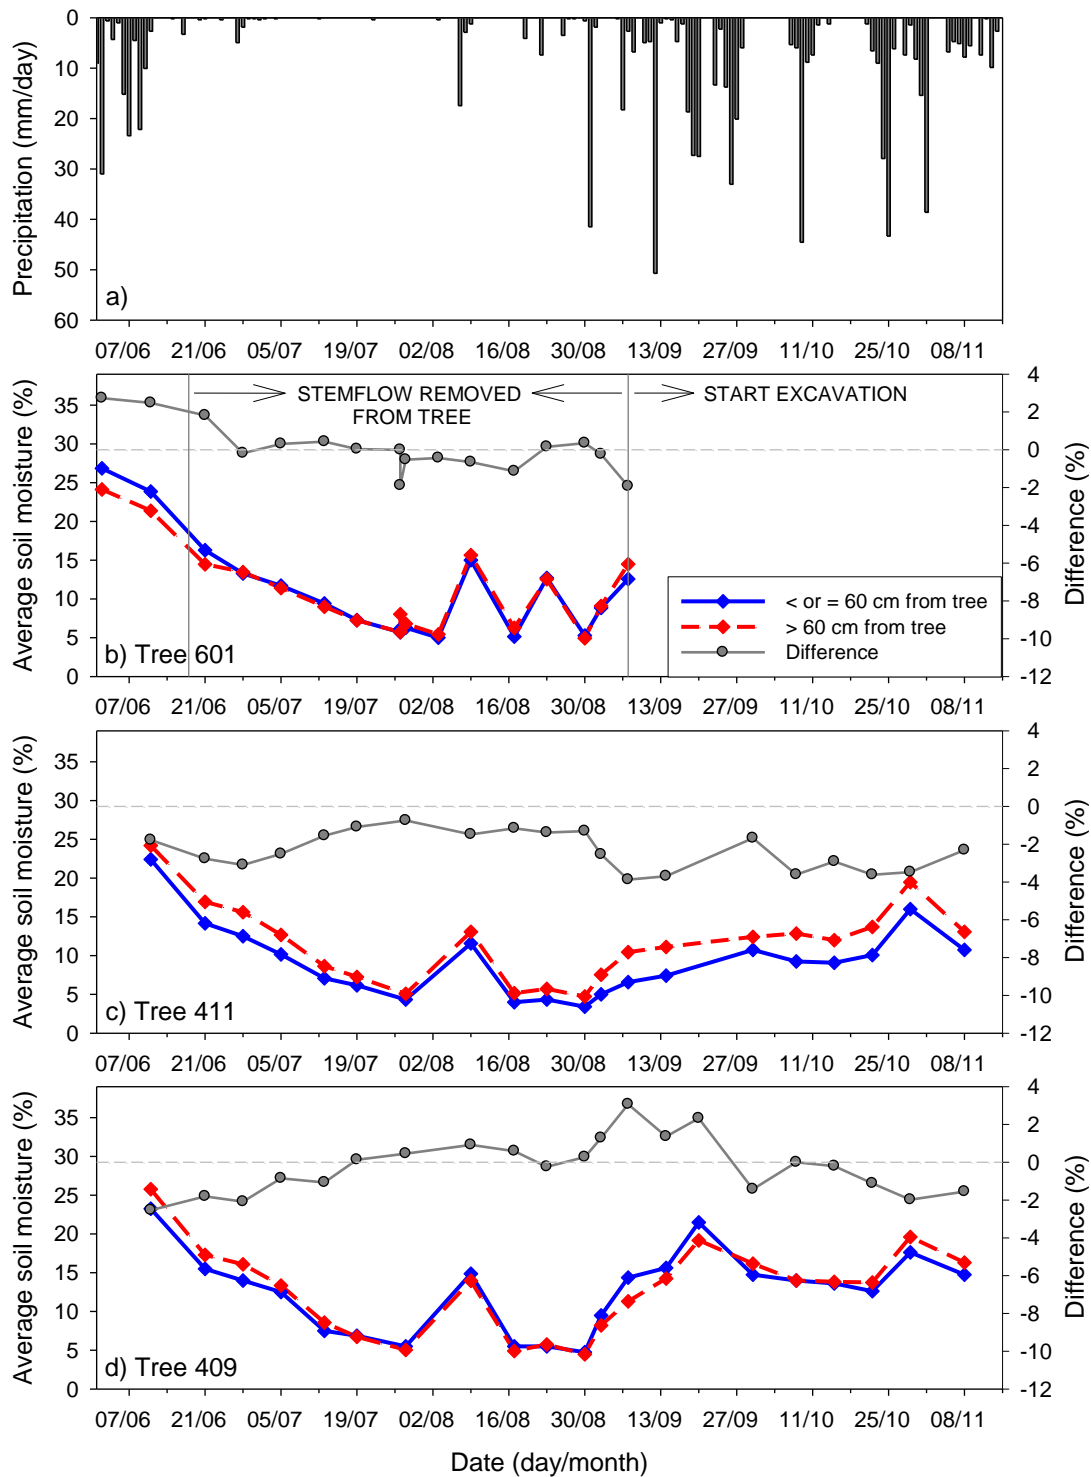 Precipitation (mm/day)
0
10
20
30
40
50
60
a)
07/06 21/06 05/07 19/07 02/08 16/08 30/08 13/09 27/09 11/10 25/10 08/11
Average soil moisture (%)
35
30
25
20
15
10
5
0
STEMFLOW REMOVED
FROM TREE
START EXCAVATION
< or = 60 cm from tree
> 60 cm from tree
Difference
b) Tree 601
4
2
0
-2
-4
-6
-8
-10
-12
Difference (%)
07/06 21/06 05/07 19/07 02/08 16/08 30/08 13/09 27/09 11/10 25/10 08/11
Average soil moisture (%)
35
30
25
20
15
10
5
0
c) Tree 411
4
2
0
-2
-4
-6
-8
-10
-12
Difference (%)
07/06 21/06 05/07 19/07 02/08 16/08 30/08 13/09 27/09 11/10 25/10 08/11
Average soil moisture (%)
35
30
25
20
15
10
5
0
d) Tree 409
4
2
0
-2
-4
-6
-8
-10
-12
Difference (%)
07/06 21/06 05/07 19/07 02/08 16/08 30/08 13/09 27/09 11/10 25/10 08/11
Date (day/month)